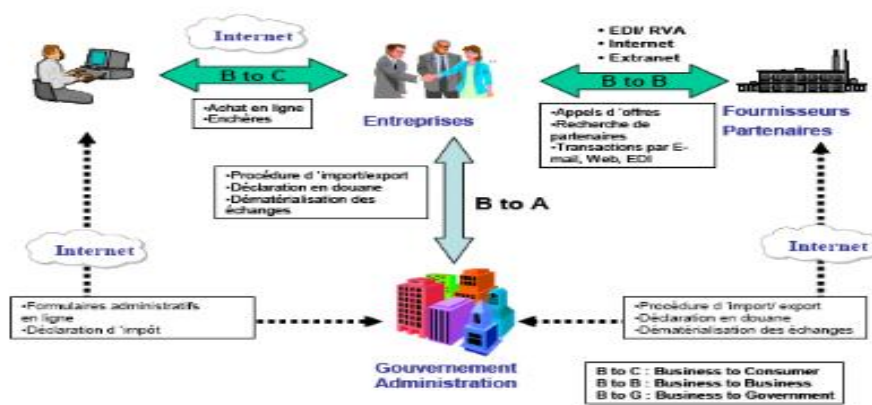 Internet
B to C
•Achat en ligne
•Enchères
Entreprises
• EDI/ RVA
• Internet
• Extranet
B to B
•Appels d 'offres
•Recherche de
partenaires
•Transactions par E-
mail, Web, EDI
Fournisseurs
Partenaires
•Procédure d 'import/export
•Déclaration en douane
•Dématérialisation des
échanges
B to A
Internet
Internet
•Formulaires administratifs
en ligne
•Déclaration d 'impôt
•Procédure d 'import/ export
•Déclaration en douane
•Dématérialisation des échanges
Gouvernement
Administration
B to C : Business to Consumer
B to B : Business to Business
B to G : Business to Government